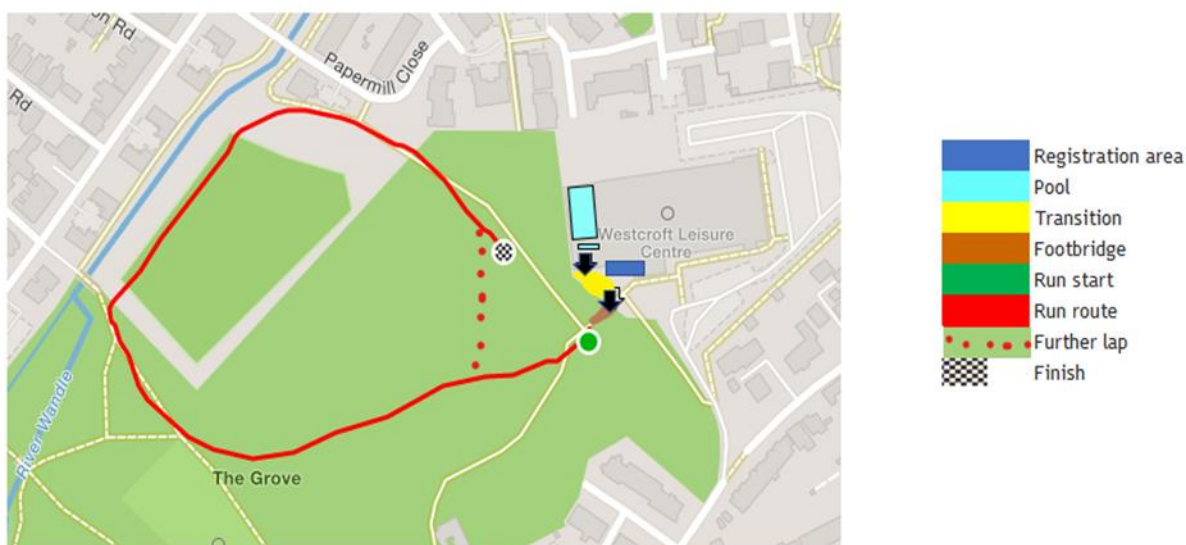 on Rd
Papermill Close
Rd
Westcroft Leisure
Centre
River Wandle
The Grove
Registration area
Pool
Transition
Footbridge
Run start
Run route
Further lap
Finish